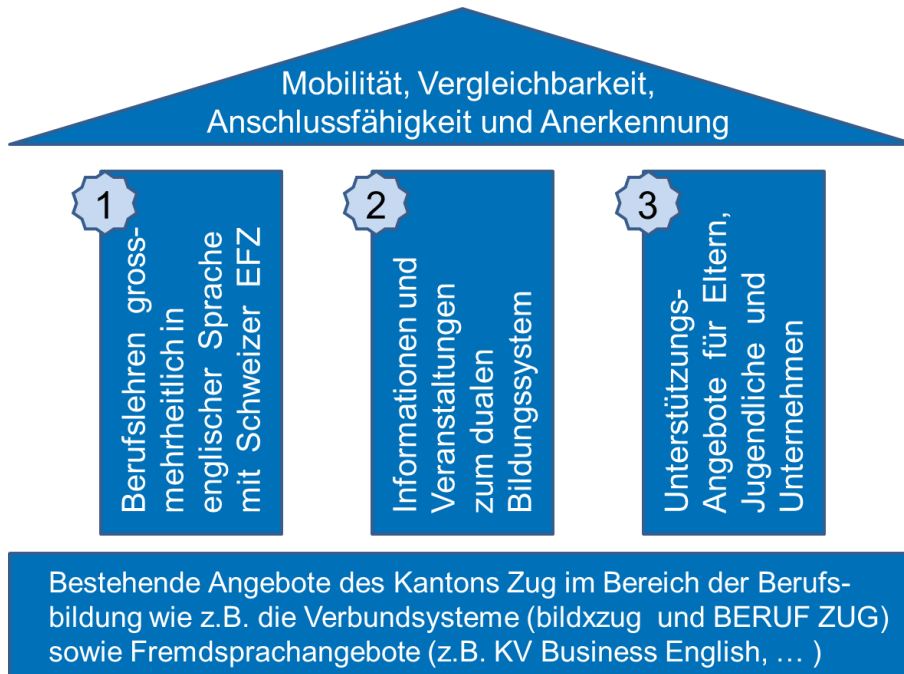 Mobilität, Vergleichbarkeit,
Anschlussfähigkeit und Anerkennung
1
Berufslehren gross-
mehrheitlich in
englischer Sprache
mit Schweizer EFZ
2
Informationen und
Veranstaltungen
zum dualen
Bildungssystem
3
Unterstützungs-
Angebote für Eltern,
Jugendliche und
Unternehmen
Bestehende Angebote des Kantons Zug im Bereich der Berufs-
bildung wie z.B. die Verbundsysteme (bildxzug und BERUF ZUG)
sowie Fremdsprachangebote (z.B. KV Business English, … )